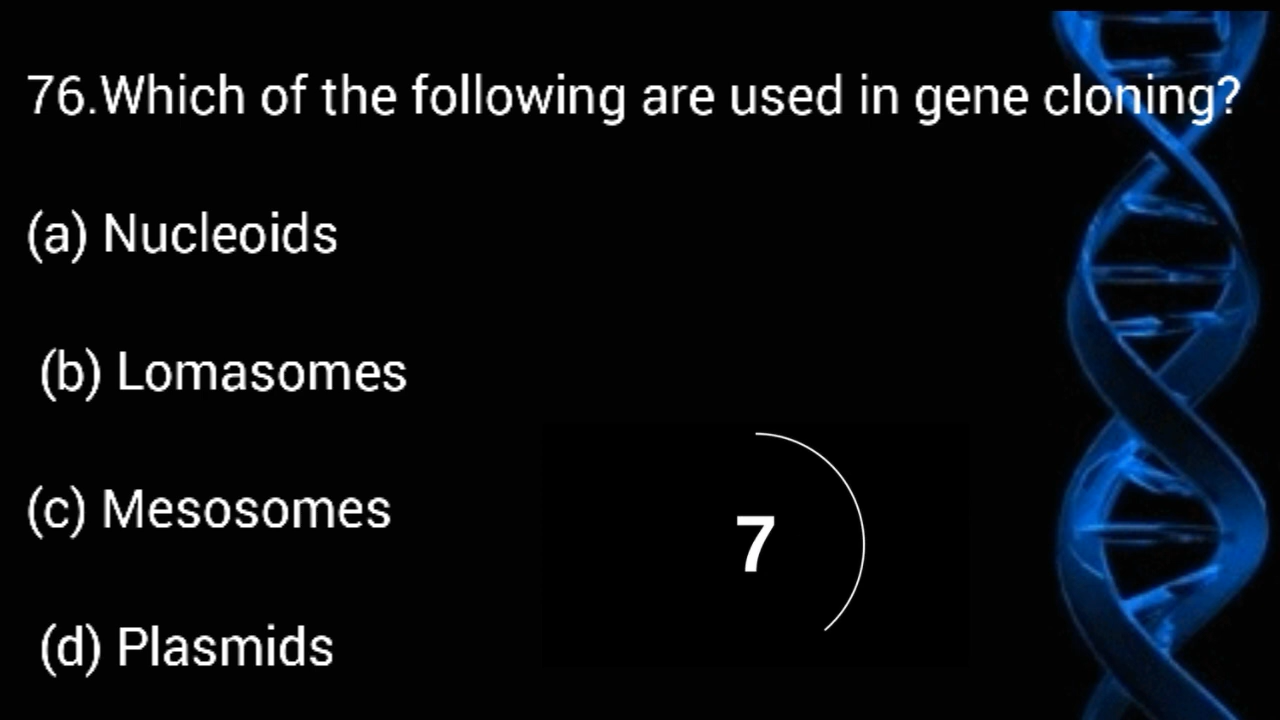 76.Which of the following are used in gene cloning?
(a) Nucleoids
(b) Lomasomes
(c) Mesosomes
7
(d) Plasmids